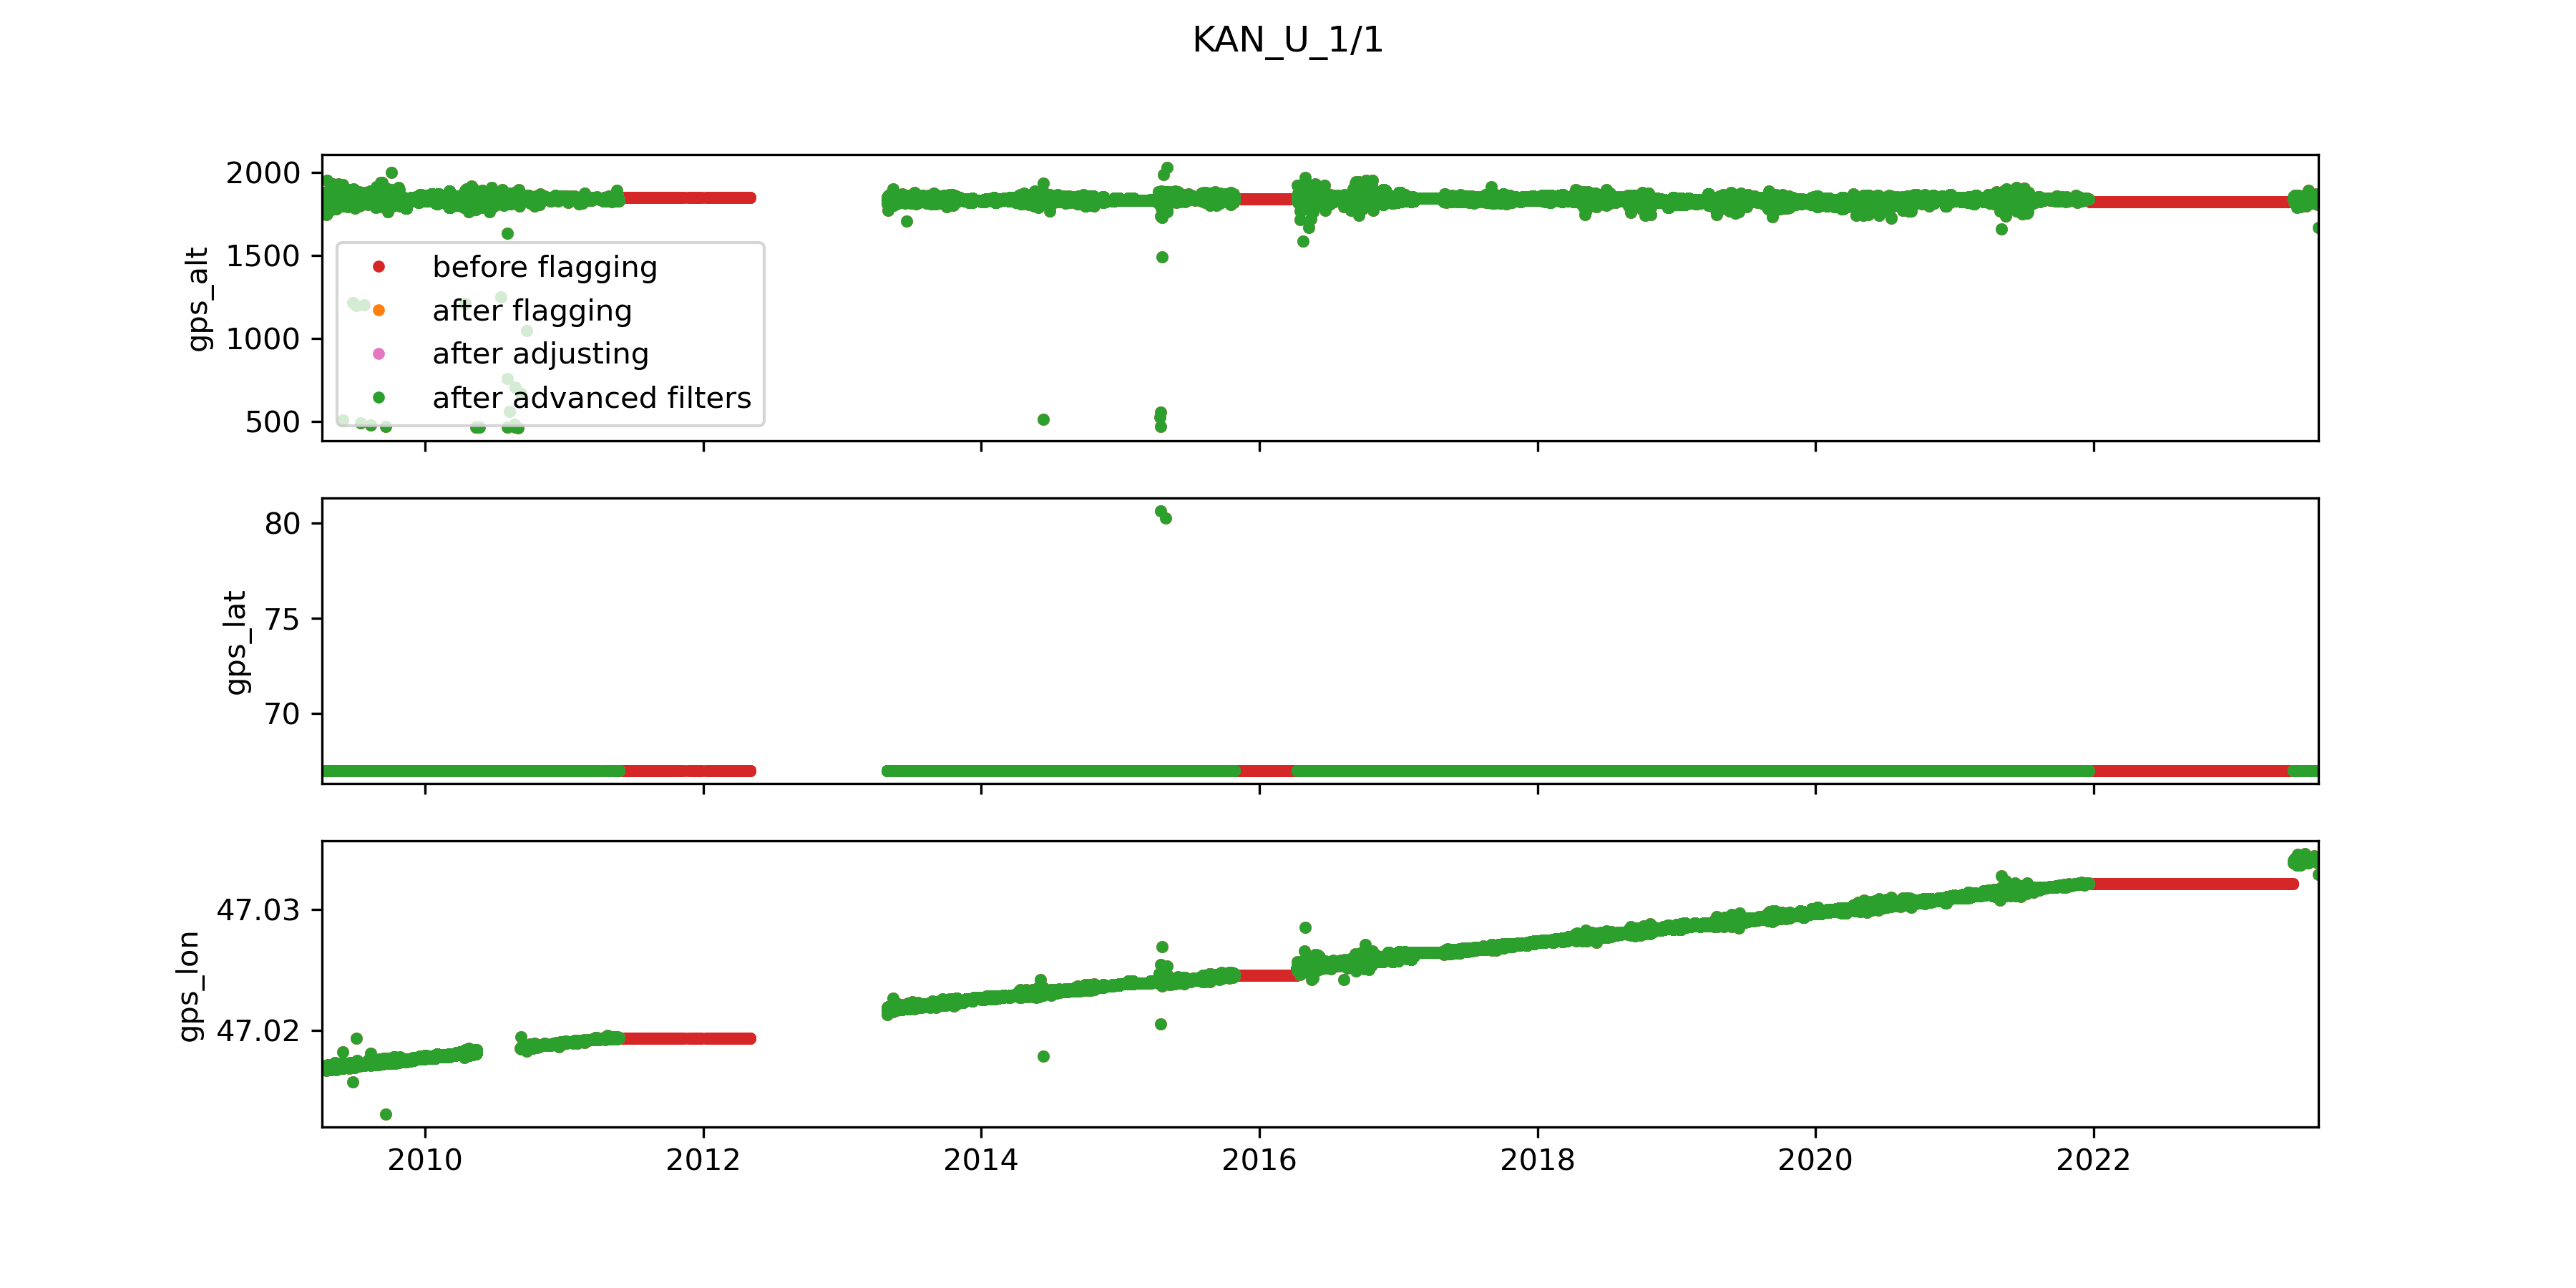 KAN_U_1/1
2000
1500
1000
500
gps_alt
before flagging
after flagging
after adjusting
after advanced filters
80
75
70
gps_lat
47.03
47.02
gps_lon
2010 2012 2014 2016 2018 2020 2022